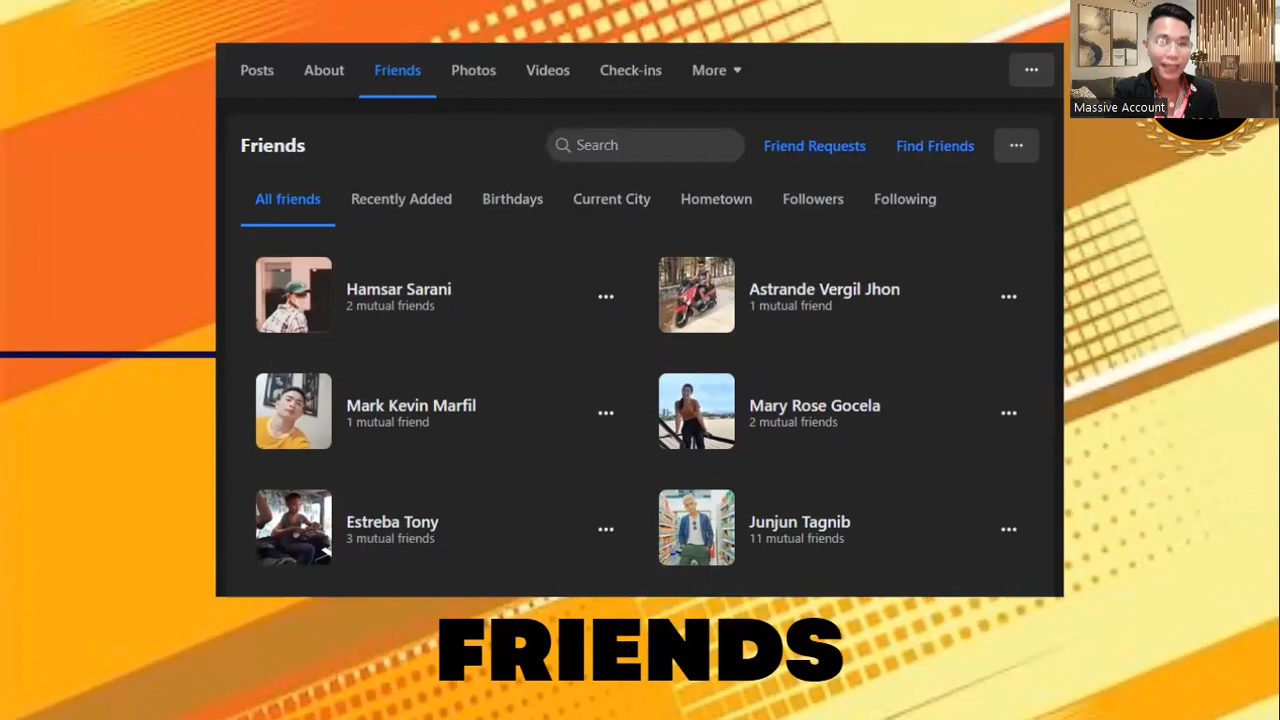 Posts About Friends Photos Videos Check-ins More
Massive Account
Friends Search Friend Requests Find Friends
All friends Recently Added Birthdays Current City Hometown Followers Following
Hamsar Sarani
2 mutual friends
Astrande Vergil Jhon
1 mutual friend
Mark Kevin Marfil
1 mutual friend
Mary Rose Gocela
2 mutual friends
Estreba Tony
3 mutual friends
Junjun Tagnib
11 mutual friends
FRIENDS